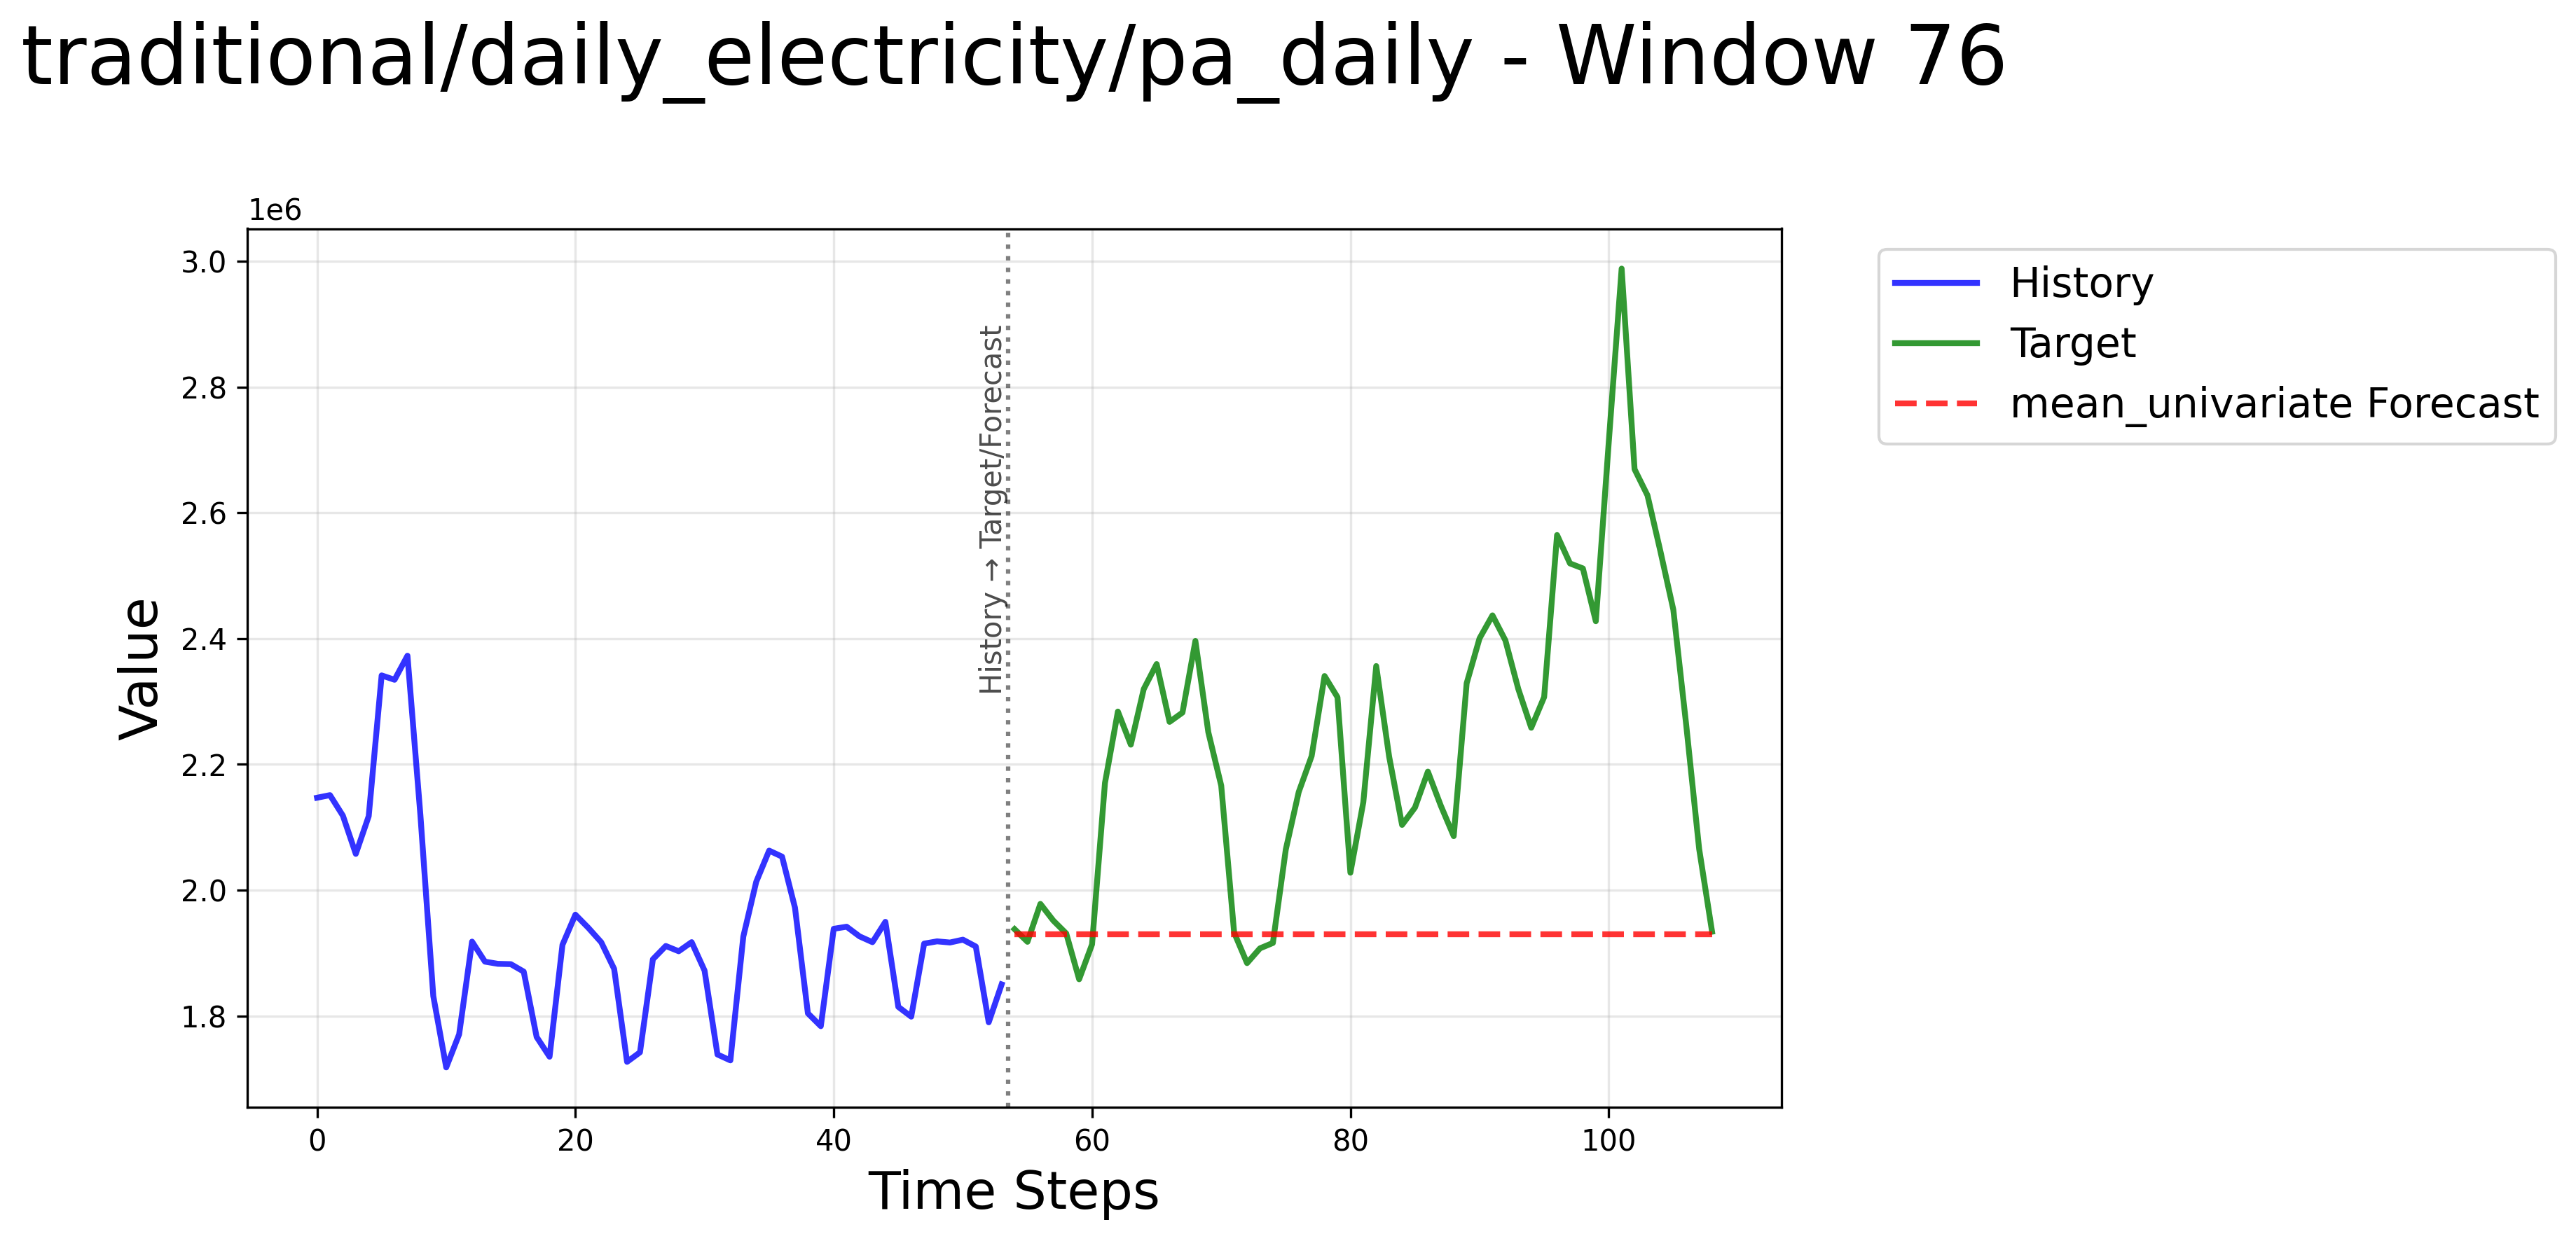 traditional/daily_electricity/pa_daily - Window 76
1e6
3.0
2.8
2.6
2.4
2.2
2.0
1.8
Value
History → Target/Forecast
0
20
40
60
80
100
Time Steps
History
Target
mean_univariate Forecast